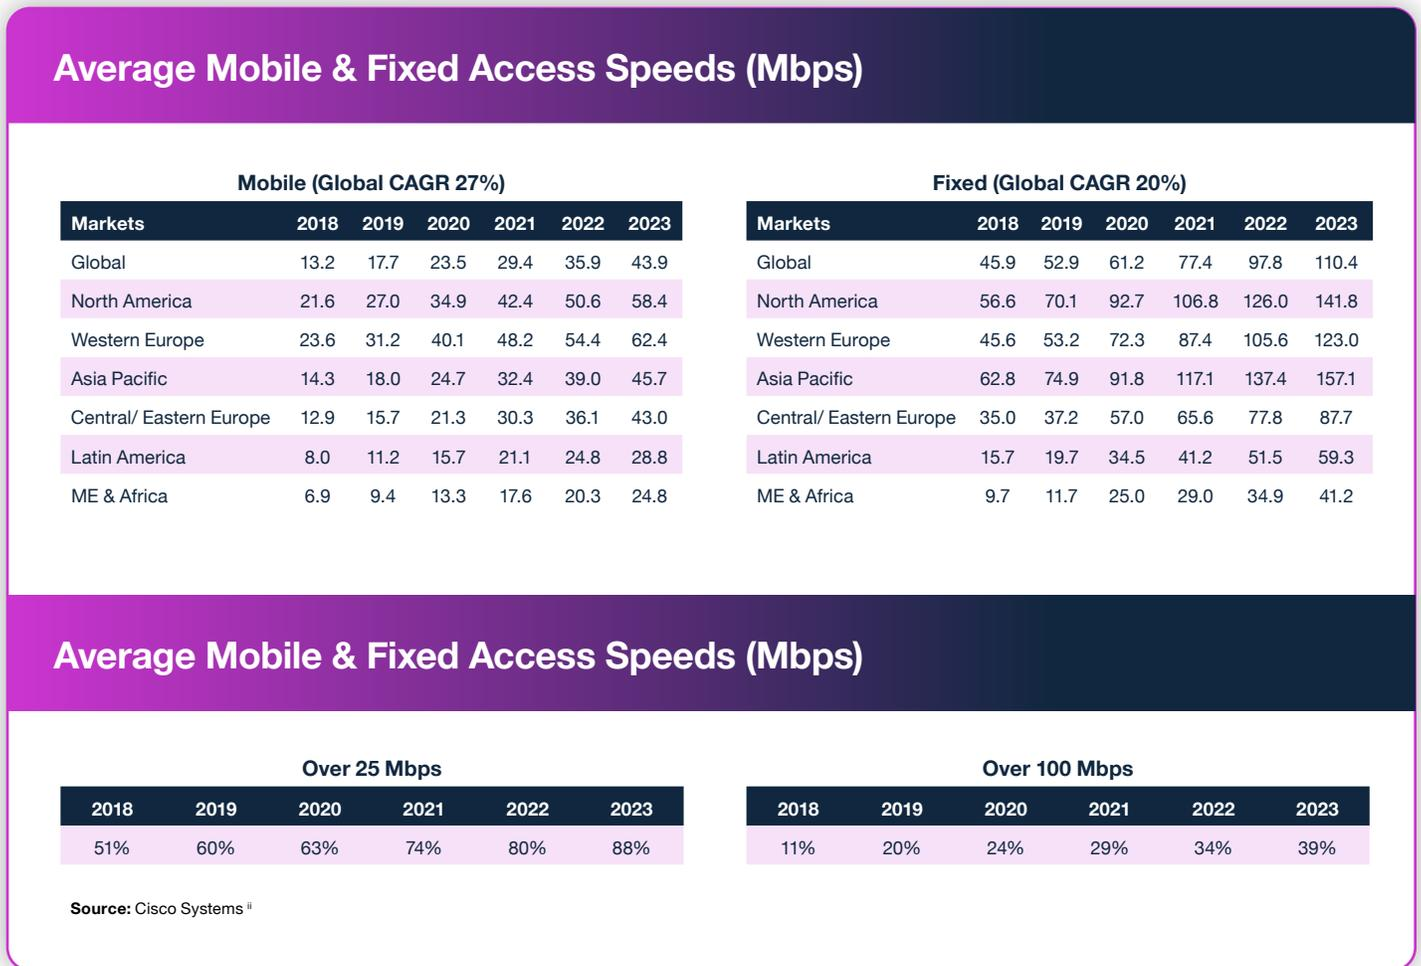 Average Mobile & Fixed Access Speeds (Mbps)
Mobile (Global CAGR 27%)
Markets 2018 2019 2020 2021 2022 2023
Global 13.2 17.7 23.5 29.4 35.9 43.9
North America 21.6 27.0 34.9 42.4 50.6 58.4
Western Europe 23.6 31.2 40.1 48.2 54.4 62.4
Asia Pacific 14.3 18.0 24.7 32.4 39.0 45.7
Central/ Eastern Europe 12.9 15.7 21.3 30.3 36.1 43.0
Latin America 8.0 11.2 15.7 21.1 24.8 28.8
ME & Africa 6.9 9.4 13.3 17.6 20.3 24.8
Fixed (Global CAGR 20%)
Markets 2018 2019 2020 2021 2022 2023
Global 45.9 52.9 61.2 77.4 97.8 110.4
North America 56.6 70.1 92.7 106.8 126.0 141.8
Western Europe 45.6 53.2 72.3 87.4 105.6 123.0
Asia Pacific 62.8 74.9 91.8 117.1 137.4 157.1
Central/ Eastern Europe 35.0 37.2 57.0 65.6 77.8 87.7
Latin America 15.7 19.7 34.5 41.2 51.5 59.3
ME & Africa 9.7 11.7 25.0 29.0 34.9 41.2
Average Mobile & Fixed Access Speeds (Mbps)
Over 25 Mbps
2018 2019 2020 2021 2022 2023
51% 60% 63% 74% 80% 88%
Over 100 Mbps
2018 2019 2020 2021 2022 2023
11% 20% 24% 29% 34% 39%
Source: Cisco Systems ii